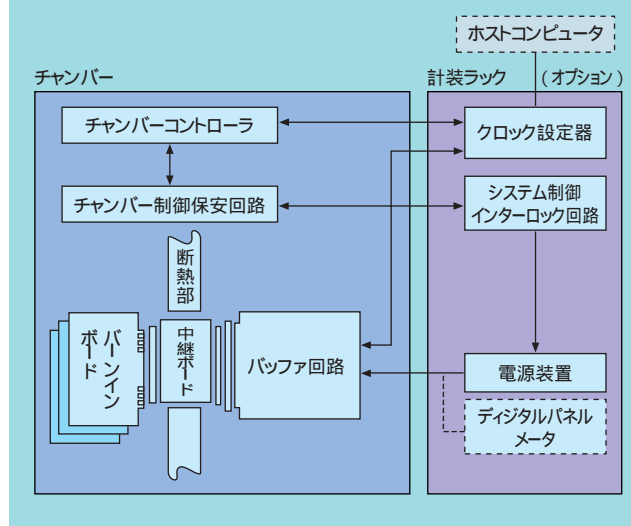 ホストコンピュータ
チャンバー
計装ラック
（オプション）
チャンバーコントローラ
クロック設定器
チャンバー制御保安回路
システム制御
インターロック回路
断熱部
バーンイン
ボード
中継ボード
バッファ回路
電源装置
ディジタルパネル
メータ